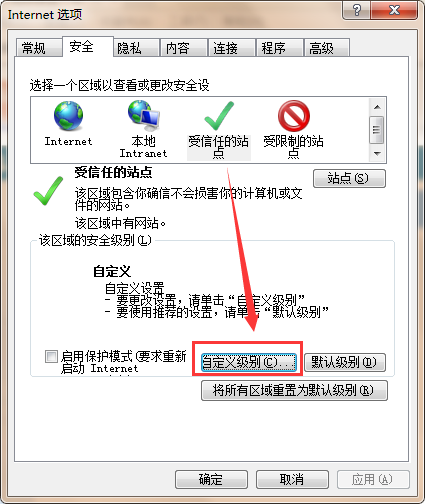 Internet 选项
常规 安全 隐私 内容 连接 程序 高级
选择一个区域以查看或更改安全设
Internet 本地 受信任的站 受限制的站
Intranet 点 点
受信任的站点
站点(S)
该区域包含你确信不会损害你的计算机或文
件的网站。
该区域中有网站。
该区域的安全级别(L)
自定义
自定义设置
- 要更改设置,请单击“自定义级别”
- 要使用推荐的设置,请单击“默认级别”
启用保护模式(要求重新
启动 Internet
自定义级别(C)... 默认级别(D)
将所有区域重置为默认级别(R)
确定 取消 应用(A)